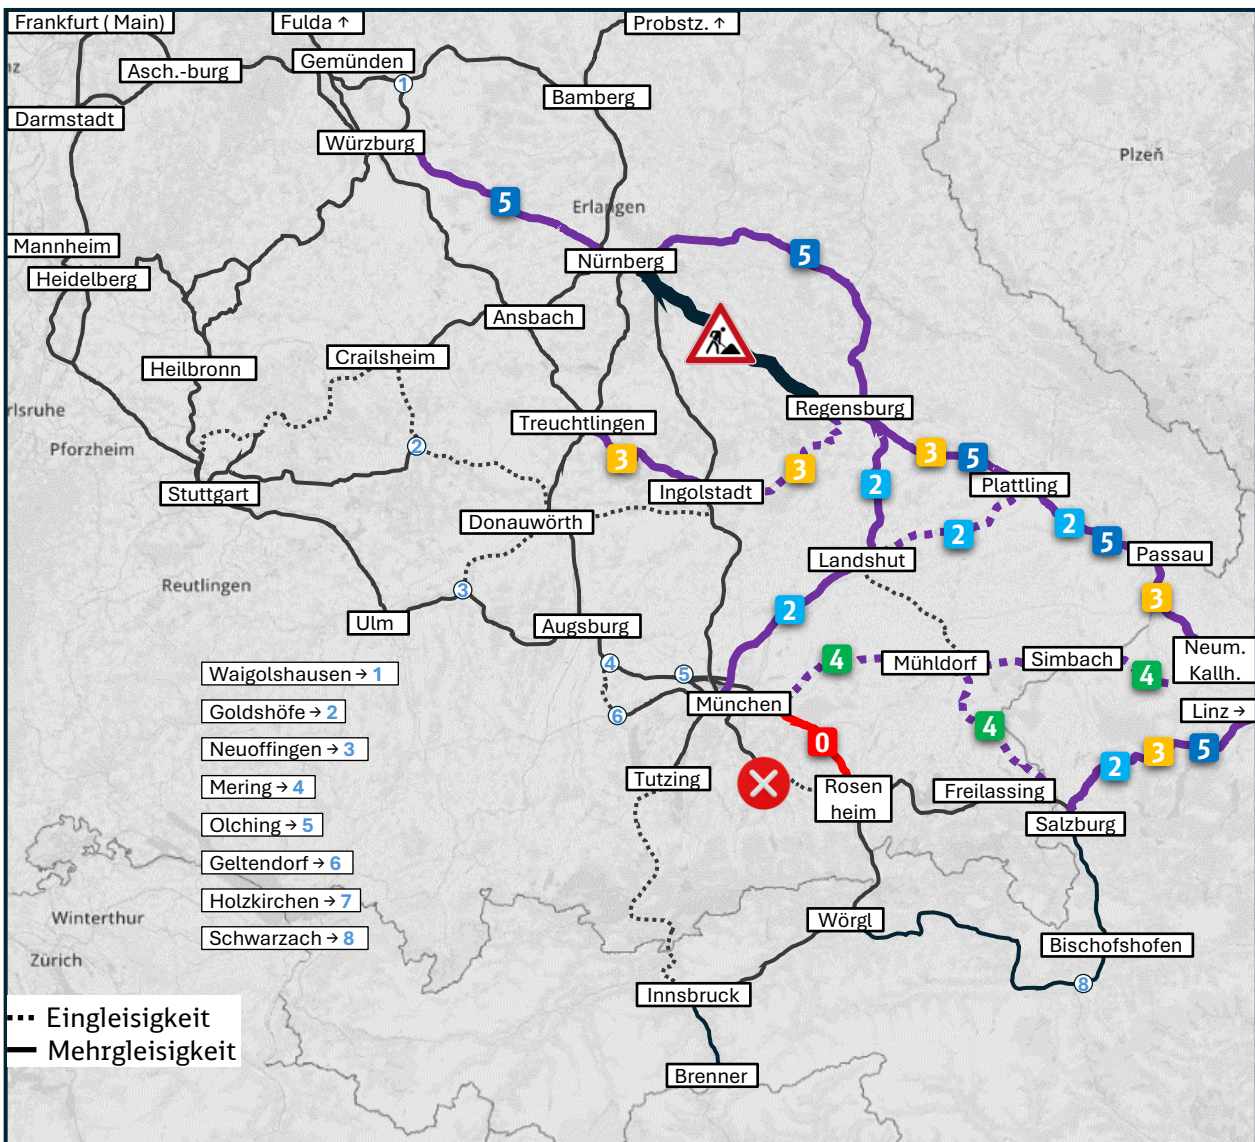 Frankfurt ( Main)
Fulda ↑
Probstz. ↑
Asch.-burg
Gemünden
1
Bamberg
Darmstadt
Würzburg
Plzeň
5
Erlangen
Mannheim
Nürnberg
5
Heidelberg
Ansbach
Crailsheim
Heilbronn
Regensburg
rlsruhe
Treuchtlingen
Pforzheim
2
3
3
3
5
Stuttgart
Ingolstadt
2
Plattling
Donauwörth
2
2
5
Landshut
Passau
Reutlingen
3
3
Ulm
Augsburg
2
4
4
Mühldorf
Simbach
Neum.
Kallh.
Waigolshausen → 1
5
4
Goldshöfe → 2
6
München
Linz →
Neuoffingen → 3
0
4
2
3
5
Mering → 4
Tutzing
Rosen
heim
Freilassing
Olching → 5
Salzburg
Geltendorf → 6
Holzkirchen → 7
Winterthur
Wörgl
Schwarzach → 8
Bischofshofen
Zürich
8
Innsbruck
Eingleisigkeit
Mehrgleisigkeit
Brenner